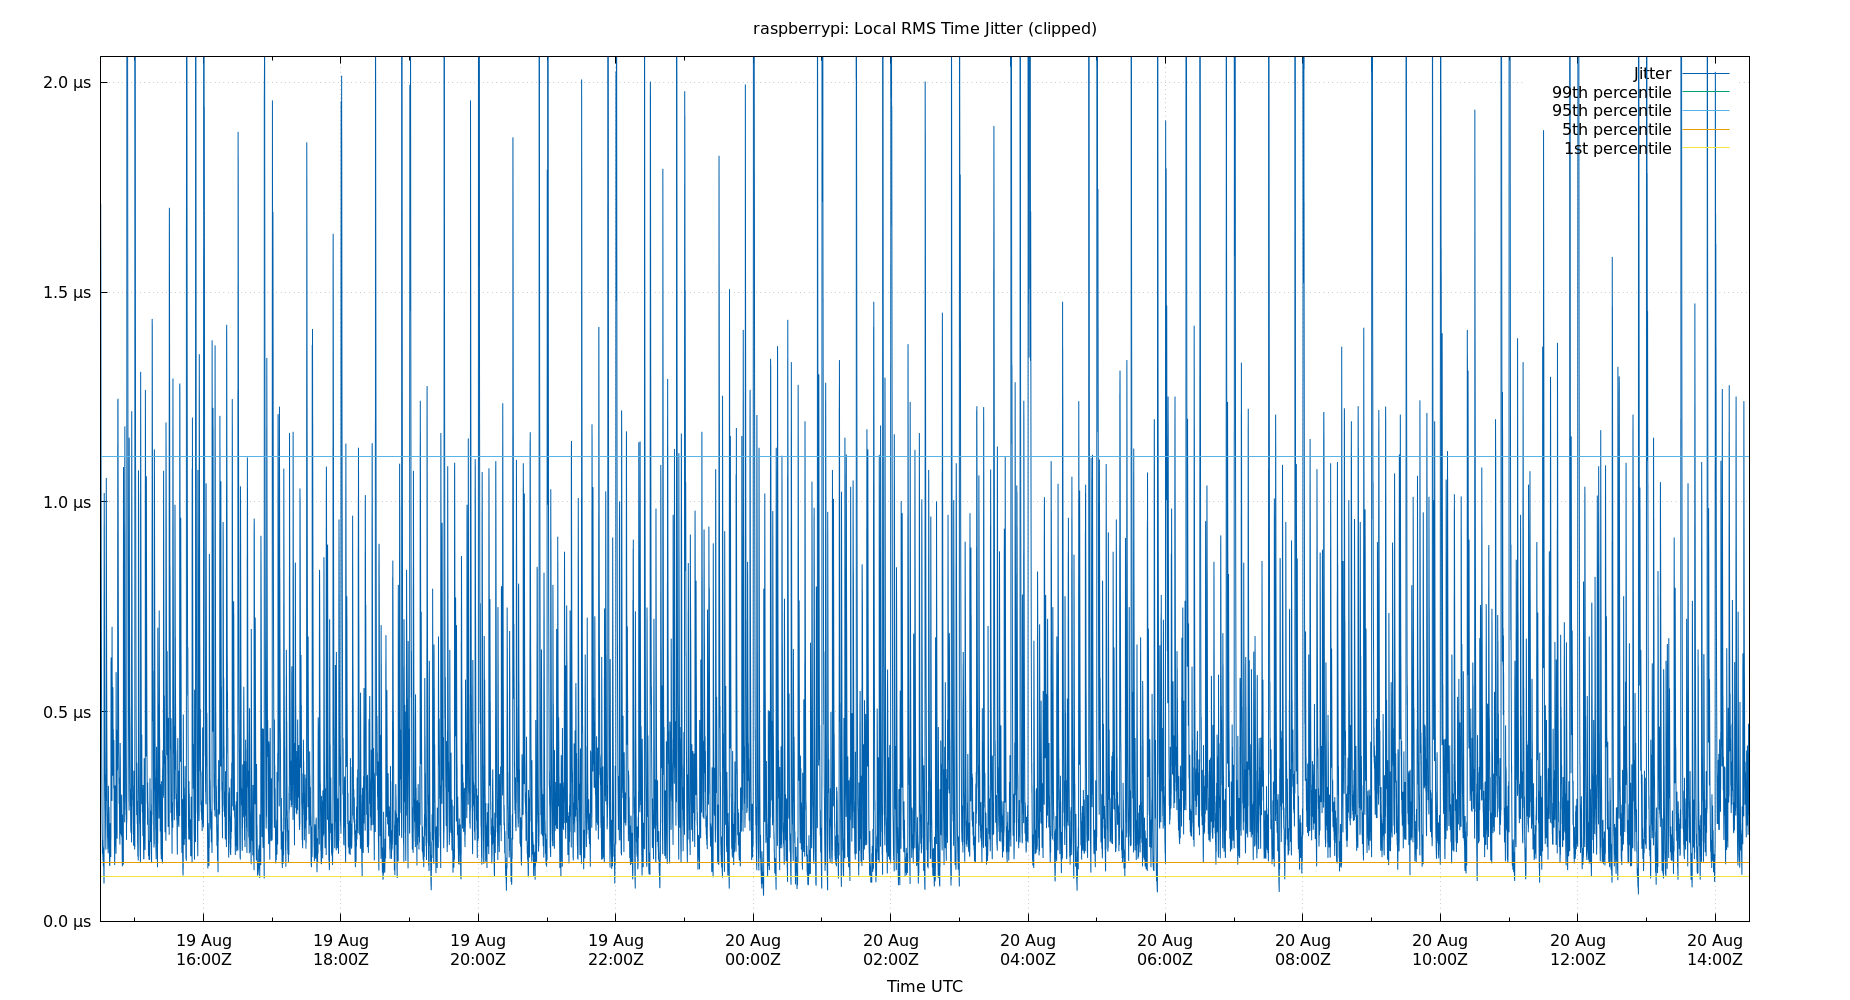 raspberrypi: Local RMS Time Jitter (clipped)
2.0 µs
1.5 µs
1.0 µs
0.5 µs
0.0 µs
Jitter
99th percentile
95th percentile
5th percentile
1st percentile
19 Aug 19 Aug 19 Aug 19 Aug 20 Aug 20 Aug 20 Aug 20 Aug 20 Aug 20 Aug 20 Aug 20 Aug
16:00Z 18:00Z 20:00Z 22:00Z 00:00Z 02:00Z 04:00Z 06:00Z 08:00Z 10:00Z 12:00Z 14:00Z
Time UTC